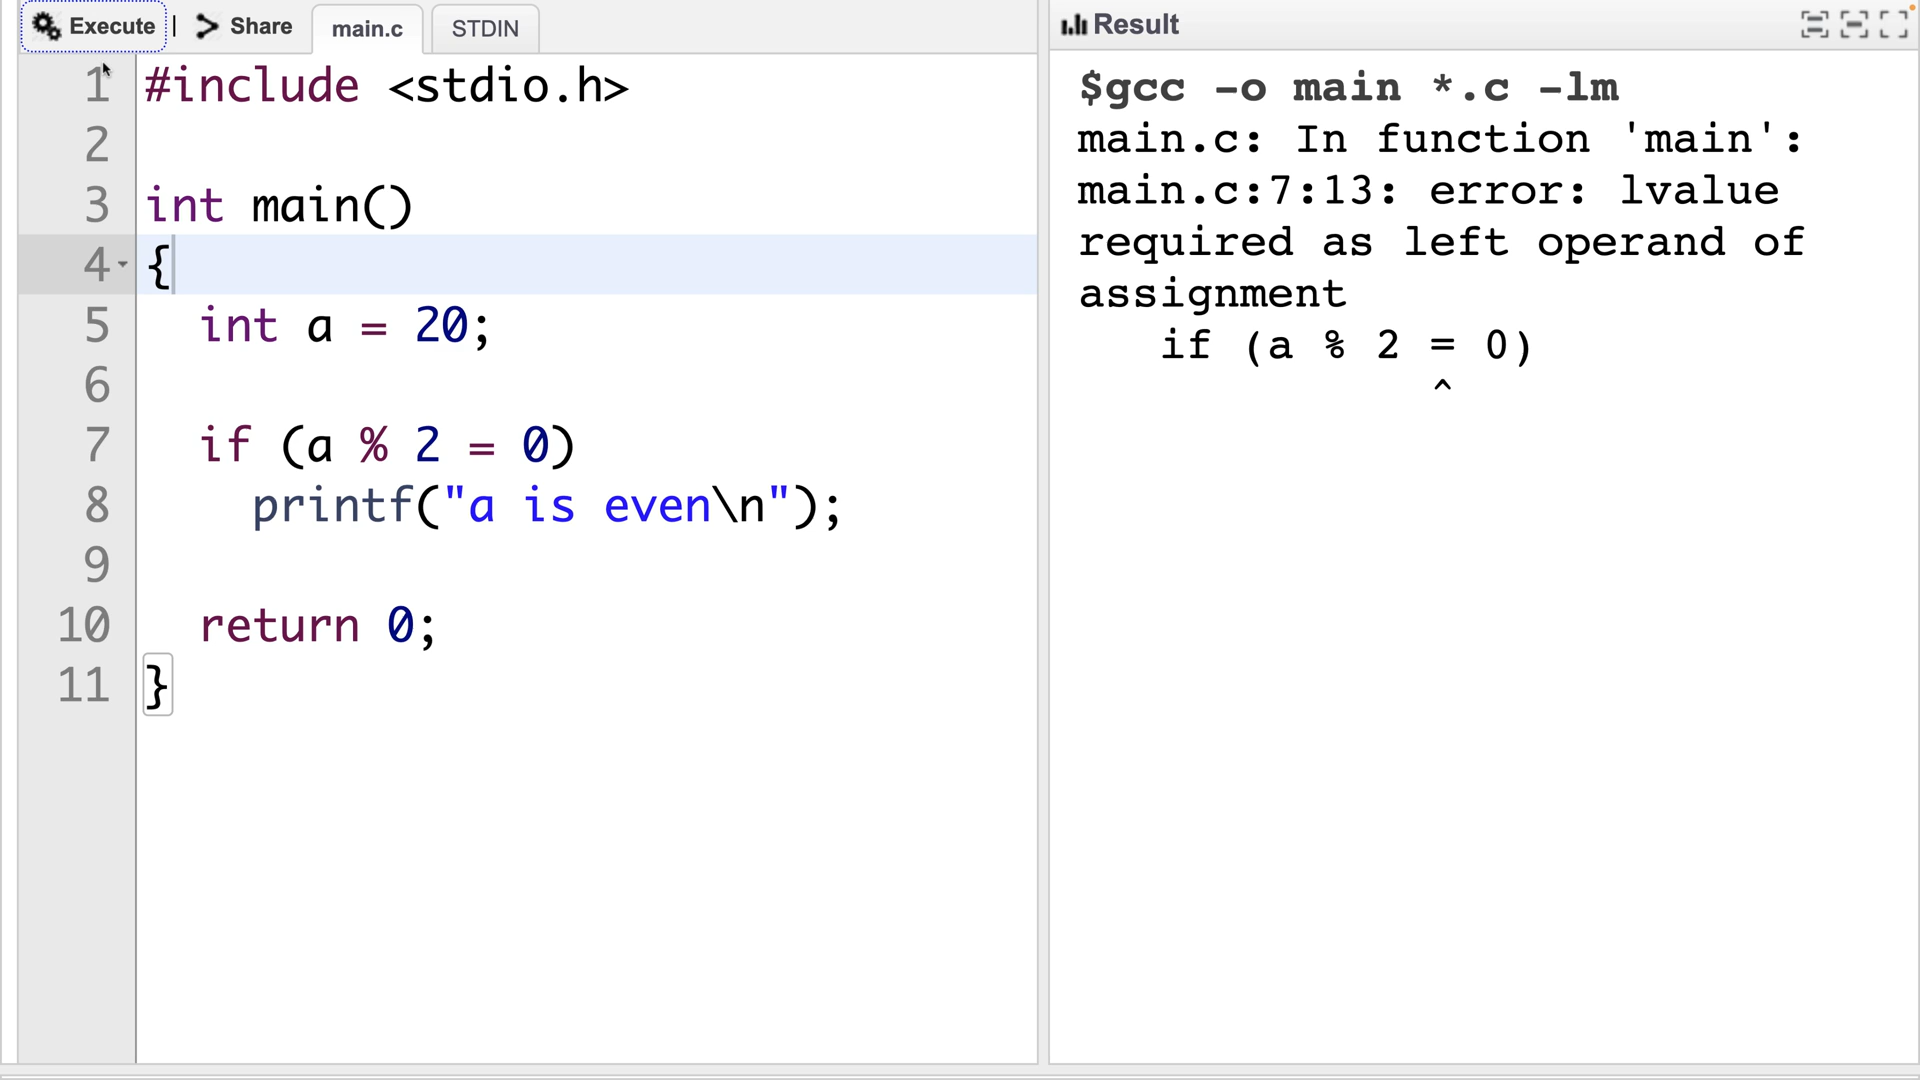 Execute | Share main.c STDIN
1 #include <stdio.h>
2
3 int main()
4 {
5   int a = 20;
6
7   if (a % 2 = 0)
8     printf("a is even\n");
9
10   return 0;
11 }
Result
$gcc -o main *.c -lm
main.c: In function 'main':
main.c:7:13: error: lvalue
required as left operand of
assignment
   if (a % 2 = 0)
             ^